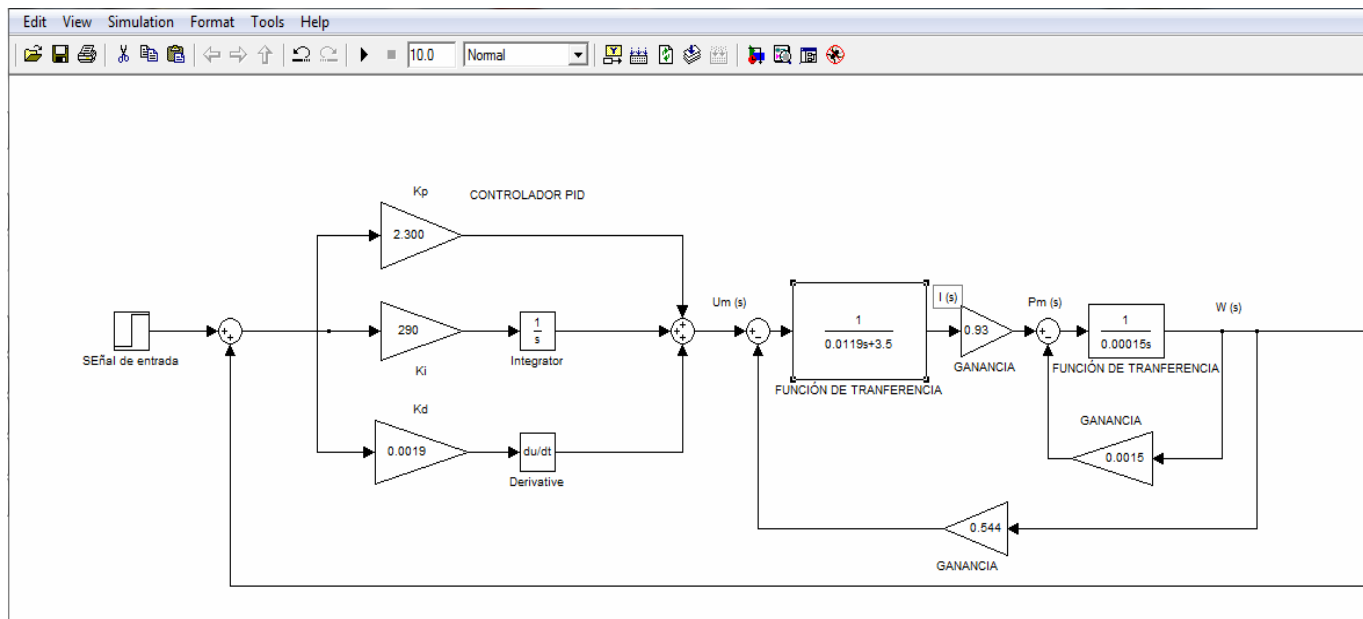 Edit View Simulation Format Tools Help
10.0 Normal
Kp CONTROLADOR PID
2.300
Um (s)
I (s)
Pm (s)
W (s)
SEñal de entrada
290
1
s
Integrator
Ki
1
0.0119s+3.5
FUNCIÓN DE TRANFERENCIA
0.93
GANANCIA
1
0.00015s
FUNCIÓN DE TRANFERENCIA
Kd
0.0019
du/dt
Derivative
GANANCIA
0.0015
0.544
GANANCIA